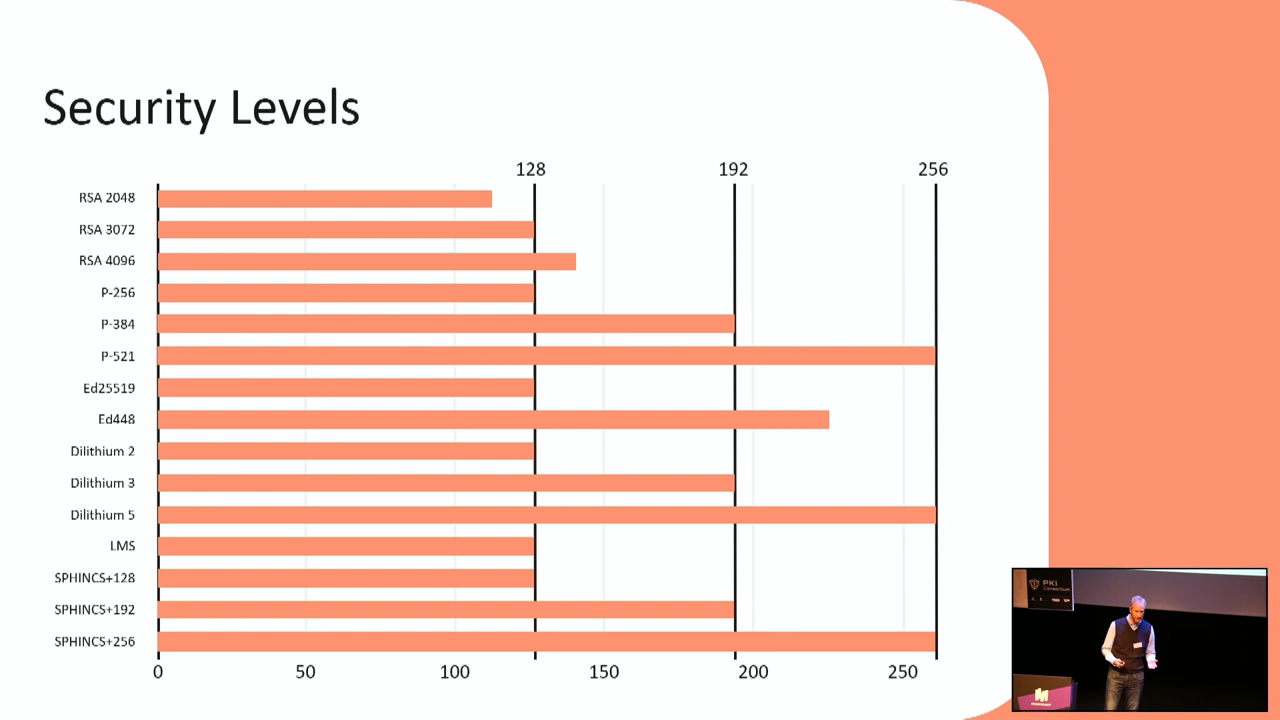 Security Levels
128 192 256
RSA 2048
RSA 3072
RSA 4096
P-256
P-384
P-521
Ed25519
Ed448
Dilithium 2
Dilithium 3
Dilithium 5
LMS
SPHINCS+128
SPHINCS+192
SPHINCS+256
0 50 100 150 200 250
PKI
Consortium